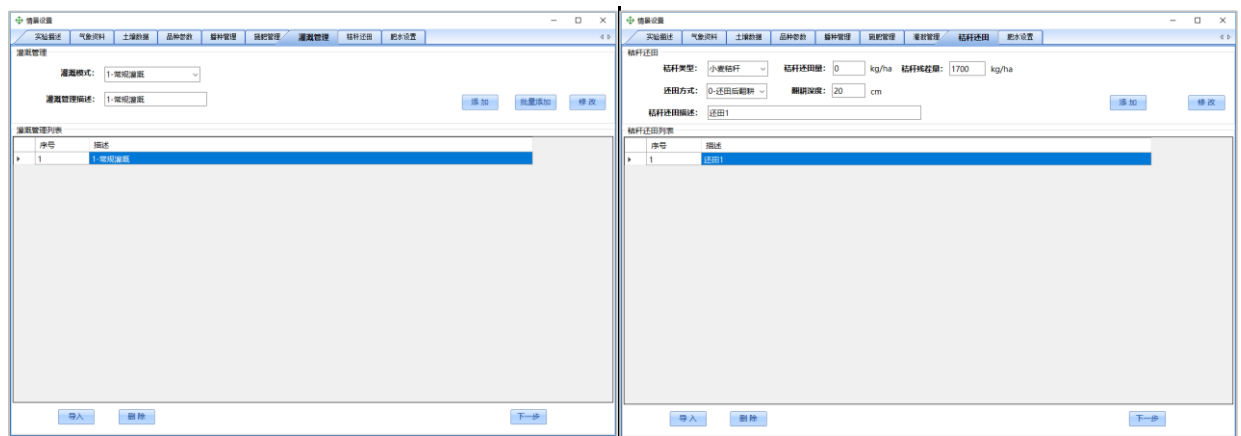 情景设置
实验描述 气象资料 土壤数据 品种参数 播种管理 施肥管理 灌溉管理 秸秆还田 肥水设置
灌溉管理
灌溉模式: 1-常规灌溉
灌溉管理描述: 1-常规灌溉
添加 批量添加 修改
灌溉管理列表
序号 描述
1 1-常规灌溉
导入 删除 下一步
情景设置
实验描述 气象资料 土壤数据 品种参数 播种管理 施肥管理 灌溉管理 秸秆还田 肥水设置
秸秆还田
秸秆类型: 小麦秸秆 秸秆还田量: 0 kg/ha 秸秆残茬量: 1700 kg/ha
还田方式: 0-还田后翻耕 翻耕深度: 20 cm
添加 修改
秸秆还田描述: 还田1
秸秆还田列表
序号 描述
1 还田1
导入 删除 下一步